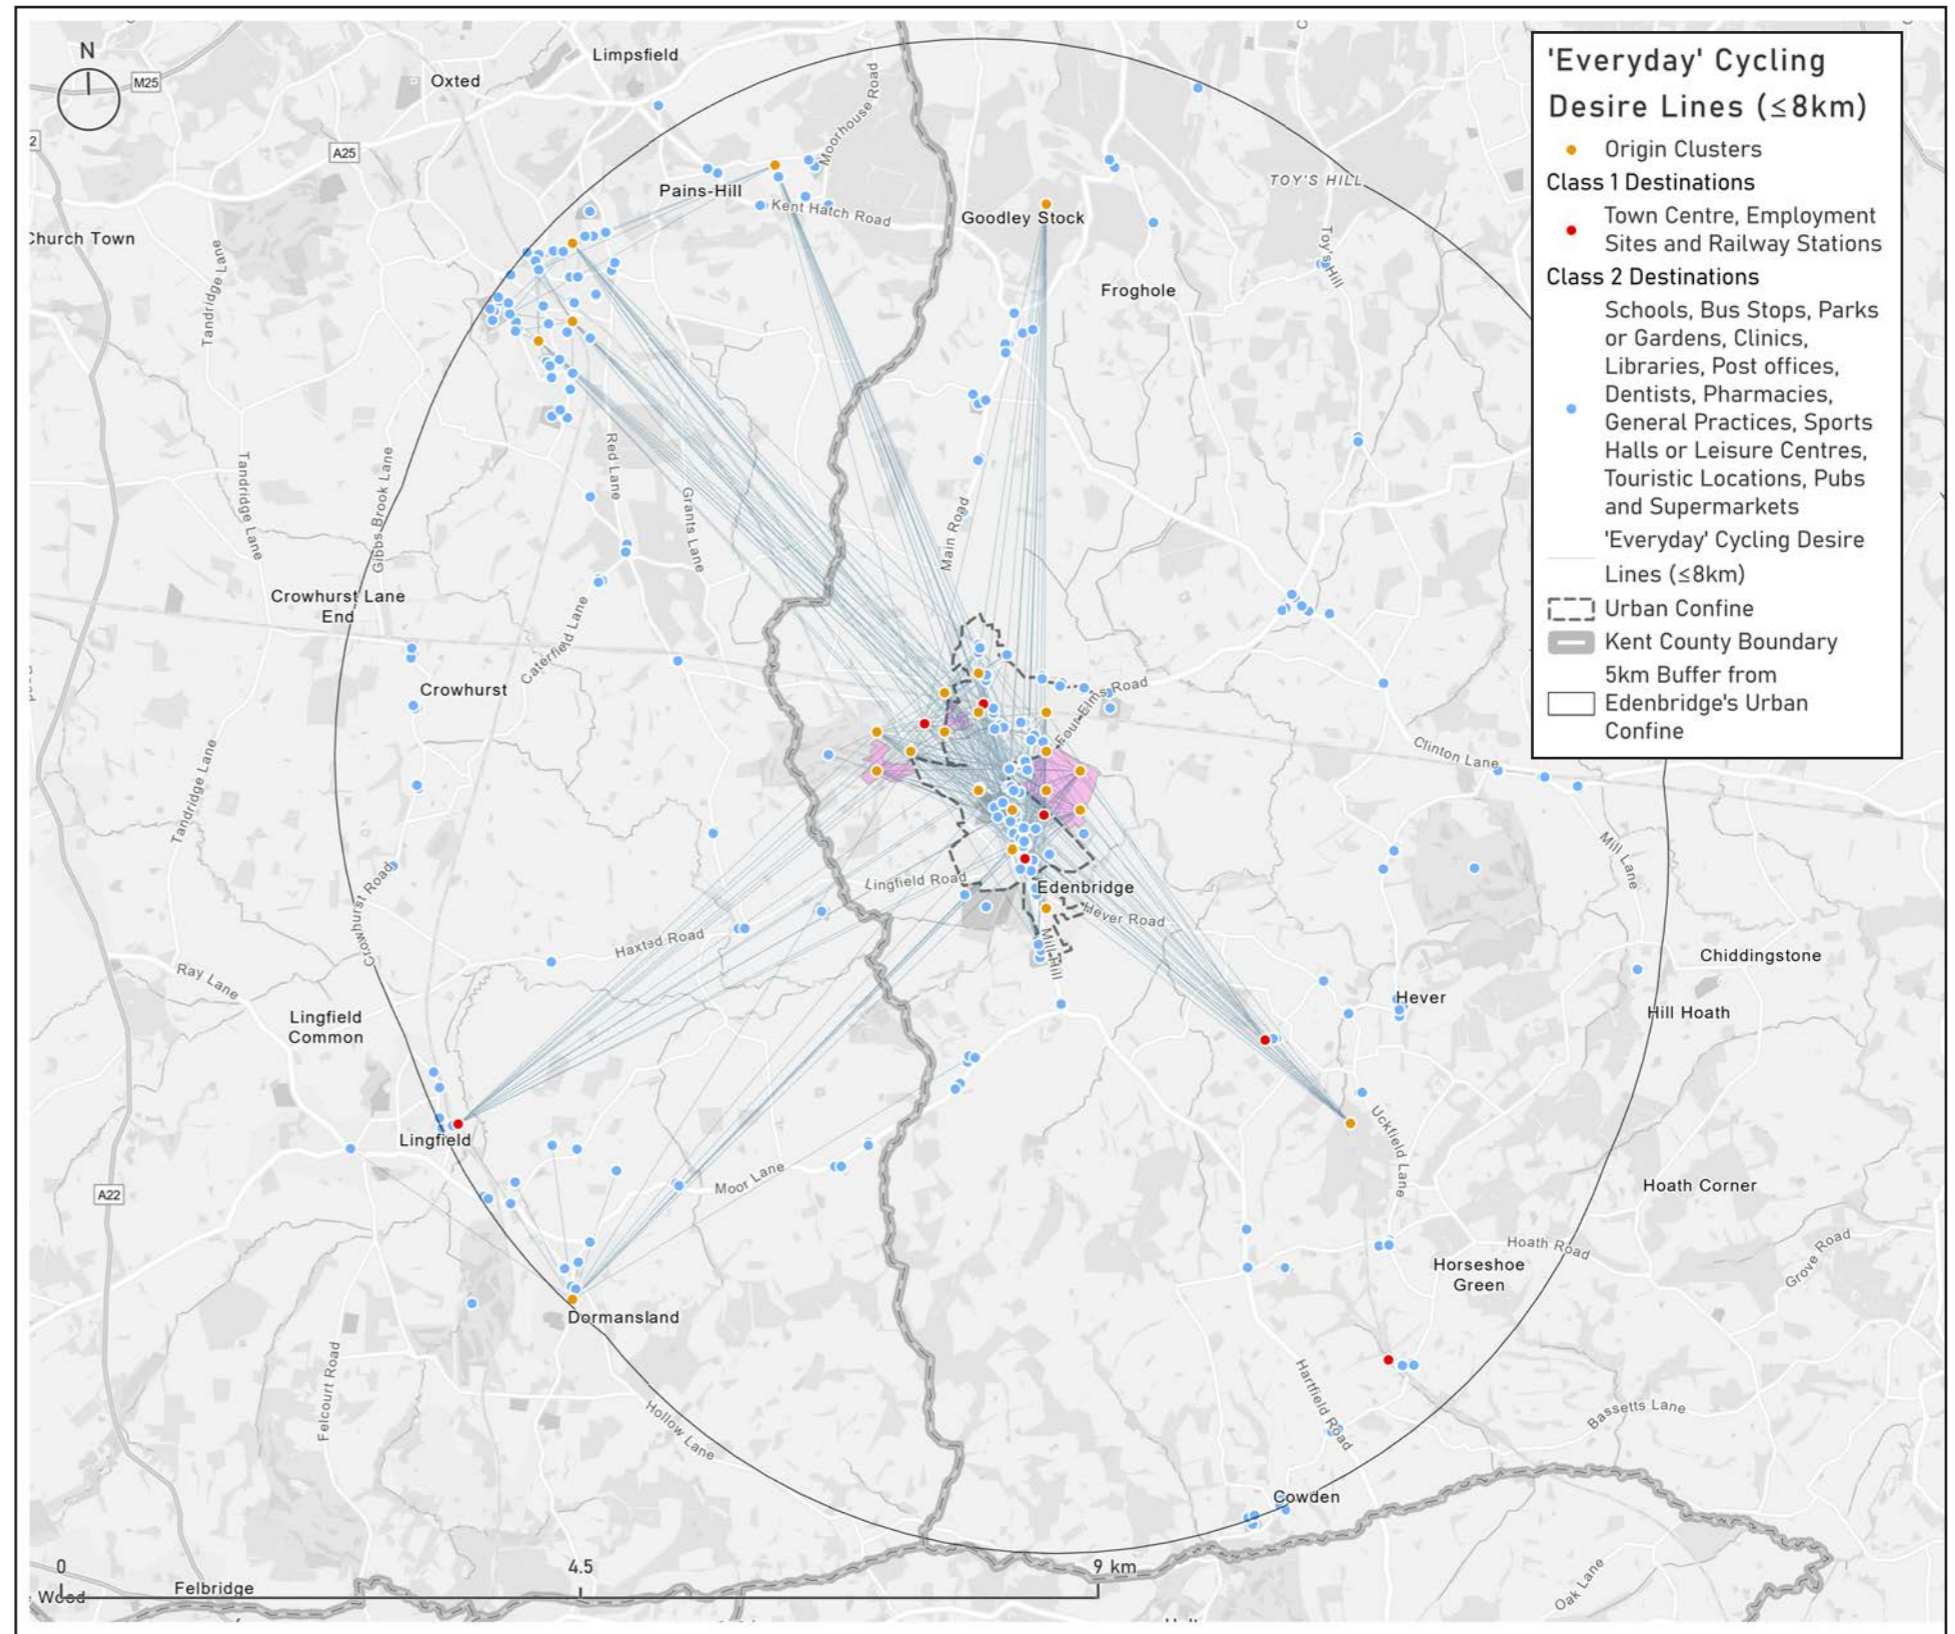 N
M25
Limpsfield
Oxted
Moorhouse Road
2
A25
Pains-Hill
Kent Hatch Road
Goodley Stock
TOY'S HILL
Toy's Hill
Church Town
Tandridge Lane
Froghole
Red Lane
Grants Lane
Main Road
Tandridge Lane
Gibbs Brook Lane
Crowhurst Lane
End
Caterfield Lane
Crowhurst
Four Elms Road
Clinton Lane
Tandridge Lane
Mill Lane
Crowhurst Road
Lingfield Road
Edenbridge
Hever Road
Haxted Road
Mill Hill
Ray Lane
Chiddingstone
Hever
Hill Hoath
Lingfield
Common
Lingfield
Uckfield Lane
A22
Moor Lane
Hoath Corner
Hoath Road
Grove Road
Horseshoe
Green
Dormansland
Felcourt Road
Hollow Lane
Hartfield Road
Bassetts Lane
Cowden
Oak Lane
0
4.5
9 km
Felbridge
Wood
'Everyday' Cycling
Desire Lines (≤8km)
Origin Clusters
Class 1 Destinations
Town Centre, Employment
Sites and Railway Stations
Class 2 Destinations
Schools, Bus Stops, Parks
or Gardens, Clinics,
Libraries, Post offices,
Dentists, Pharmacies,
General Practices, Sports
Halls or Leisure Centres,
Touristic Locations, Pubs
and Supermarkets
'Everyday' Cycling Desire
Lines (≤8km)
Urban Confine
Kent County Boundary
5km Buffer from
Edenbridge's Urban
Confine